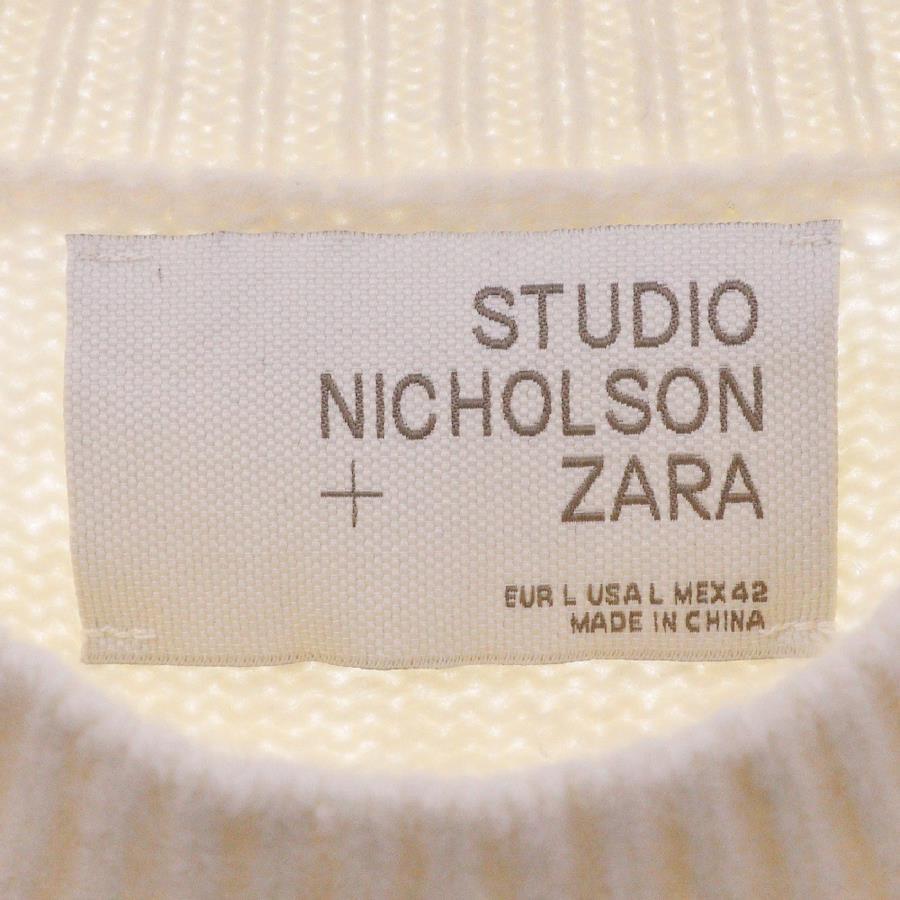 STUDIO
NICHOLSON
+ ZARA
EUR L USA L MEX 42
MADE IN CHINA